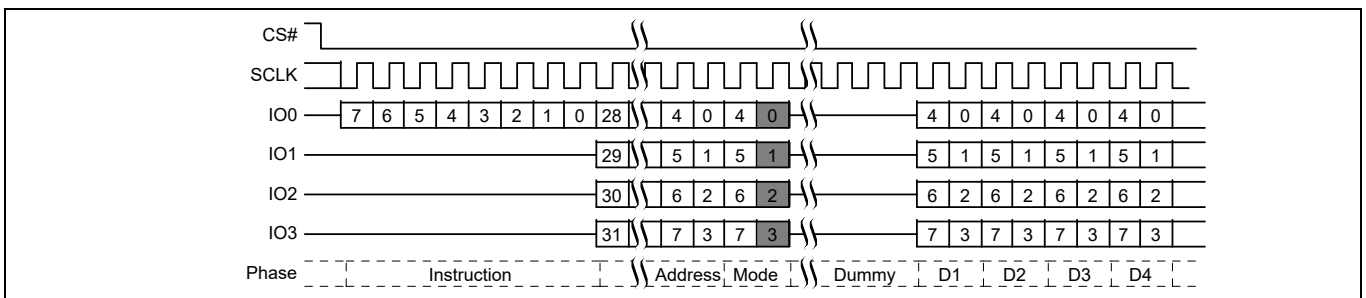 CS#
SCLK
IO0 7 6 5 4 3 2 1 0 28 4 0 4 0 4 0 4 0 4 0 4 0
IO1 29 5 1 5 1 5 1 5 1 5 1 5 1
IO2 30 6 2 6 2 6 2 6 2 6 2 6 2
IO3 31 7 3 7 3 7 3 7 3 7 3 7 3
Phase Instruction Address Mode Dummy D1 D2 D3 D4